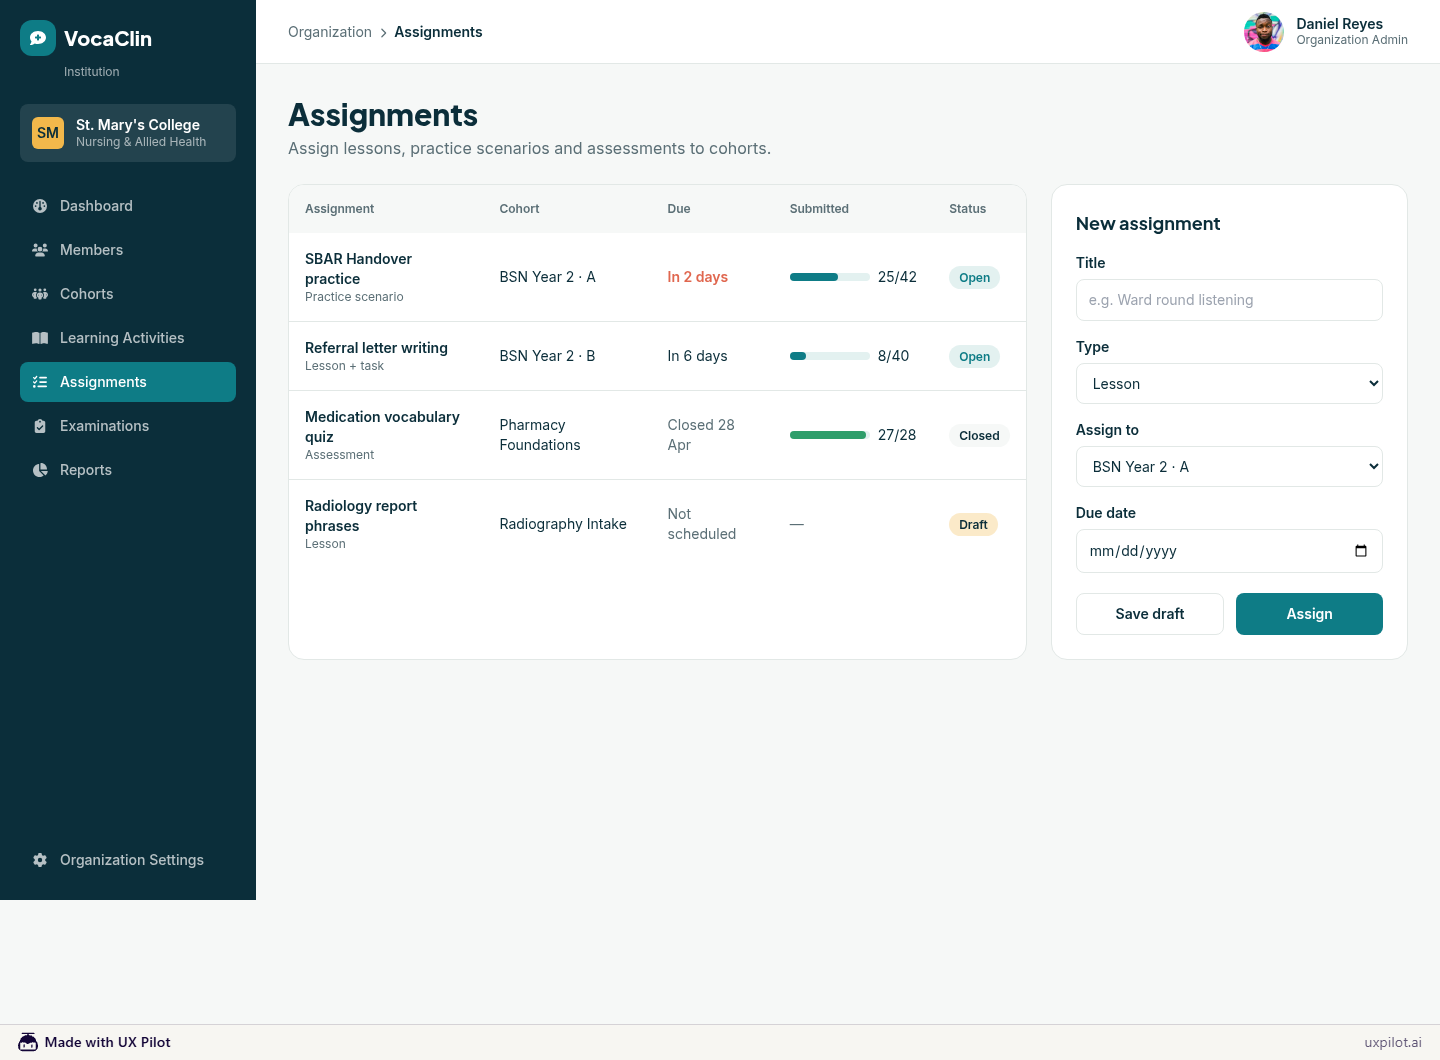 VocaClin
Institution
SM
St. Mary's College
Nursing & Allied Health
Dashboard
Members
Cohorts
Learning Activities
Assignments
Examinations
Reports
Organization Settings
Organization > Assignments
Daniel Reyes
Organization Admin
Assignments
Assign lessons, practice scenarios and assessments to cohorts.
Assignment Cohort Due Submitted Status
SBAR Handover
practice
Practice scenario
BSN Year 2 · A
In 2 days
25/42
Open
Referral letter writing
Lesson + task
BSN Year 2 · B
In 6 days
8/40
Open
Medication vocabulary
quiz
Assessment
Pharmacy
Foundations
Closed 28
Apr
27/28
Closed
Radiology report
phrases
Lesson
Radiography Intake
Not
scheduled
—
Draft
New assignment
Title
e.g. Ward round listening
Type
Lesson
Assign to
BSN Year 2 · A
Due date
mm/dd/yyyy
Save draft
Assign
Made with UX Pilot
uxpilot.ai